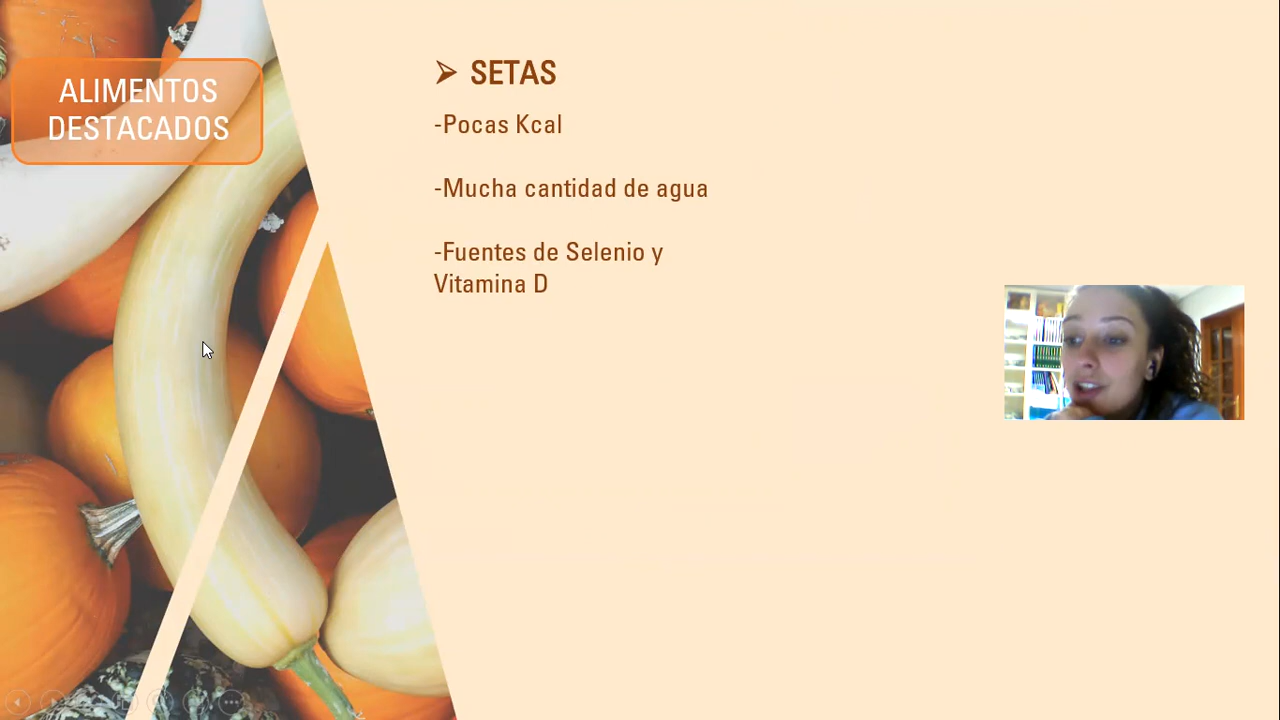 ALIMENTOS
DESTACADOS
➢ SETAS
-Pocas Kcal
-Mucha cantidad de agua
-Fuentes de Selenio y
Vitamina D